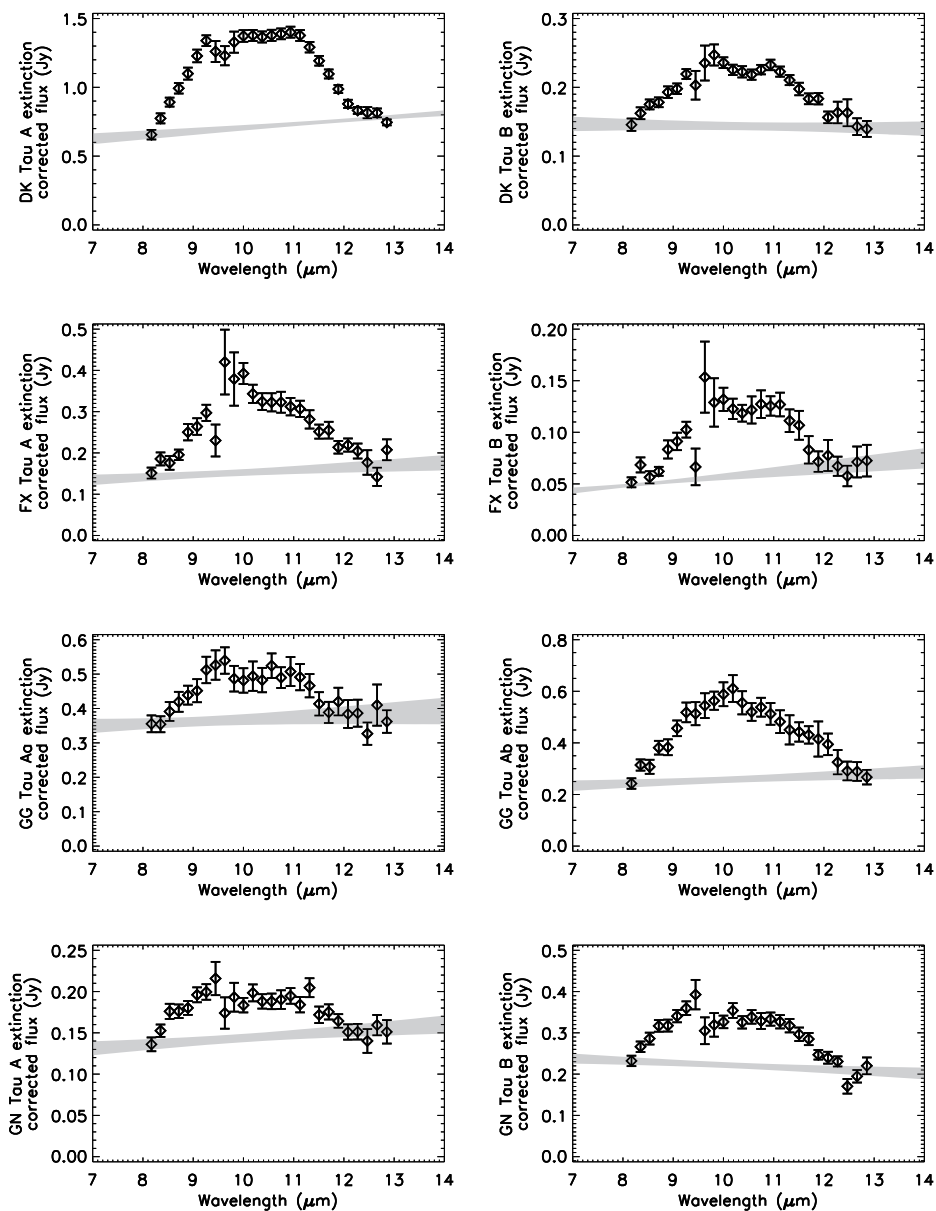 DK Tau A extinction
corrected flux (Jy)
1.5
1.0
0.5
0.0
7 8 9 10 11 12 13 14
Wavelength (μm)
DK Tau B extinction
corrected flux (Jy)
0.3
0.2
0.1
0.0
7 8 9 10 11 12 13 14
Wavelength (μm)
FX Tau A extinction
corrected flux (Jy)
0.5
0.4
0.3
0.2
0.1
0.0
7 8 9 10 11 12 13 14
Wavelength (μm)
FX Tau B extinction
corrected flux (Jy)
0.20
0.15
0.10
0.05
0.00
7 8 9 10 11 12 13 14
Wavelength (μm)
GG Tau Aa extinction
corrected flux (Jy)
0.6
0.5
0.4
0.3
0.2
0.1
0.0
7 8 9 10 11 12 13 14
Wavelength (μm)
GG Tau Ab extinction
corrected flux (Jy)
0.8
0.6
0.4
0.2
0.0
7 8 9 10 11 12 13 14
Wavelength (μm)
GN Tau A extinction
corrected flux (Jy)
0.25
0.20
0.15
0.10
0.05
0.00
7 8 9 10 11 12 13 14
Wavelength (μm)
GN Tau B extinction
corrected flux (Jy)
0.5
0.4
0.3
0.2
0.1
0.0
7 8 9 10 11 12 13 14
Wavelength (μm)